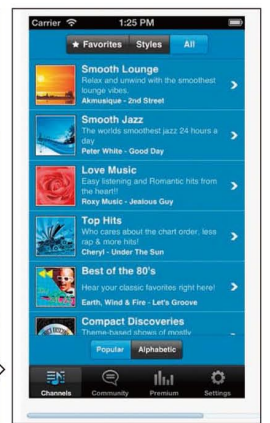 Carrier 1:25 PM
★ Favorites Styles All
Smooth Lounge
Relax and unwind with the smoothest
lounge vibes.
Akmusique - 2nd Street
Smooth Jazz
The worlds smoothest jazz 24 hours a
day
Peter White - Good Day
Love Music
Easy listening and Romantic hits from
the heart!!
Roxy Music - Jealous Guy
Top Hits
Who cares about the chart order, less
rap & more hits!
Cheryl - Under The Sun
Best of the 80's
Hear your classic favorites right here!
Earth, Wind & Fire - Let's Groove
Compact Discoveries
Theme-based shows of mostly
Popular Alphabetic
Channels Community Premium Settings